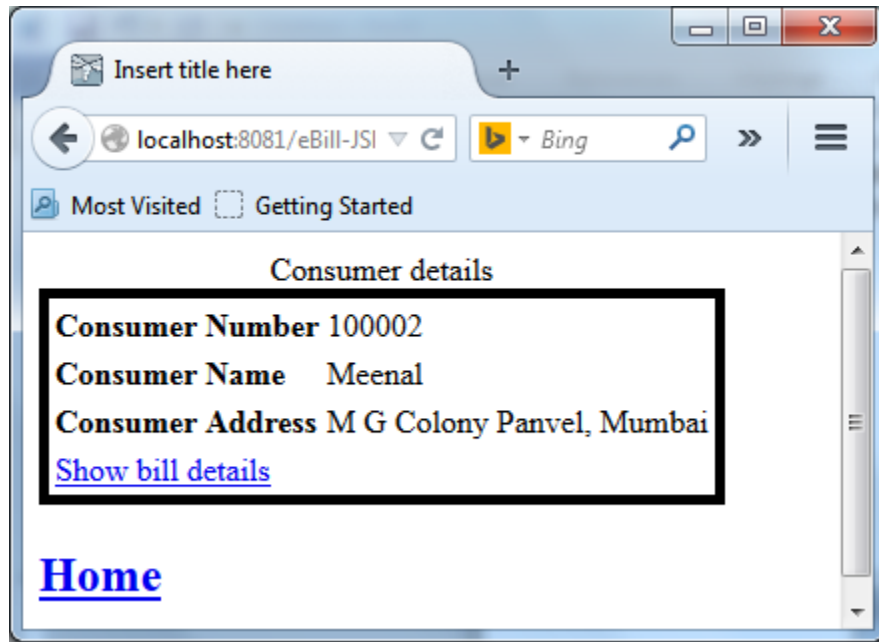 Insert title here
localhost:8081/eBill-JSI
Bing
Most Visited
Getting Started
Consumer details
Consumer Number 100002
Consumer Name Meenal
Consumer Address M G Colony Panvel, Mumbai
Show bill details
Home